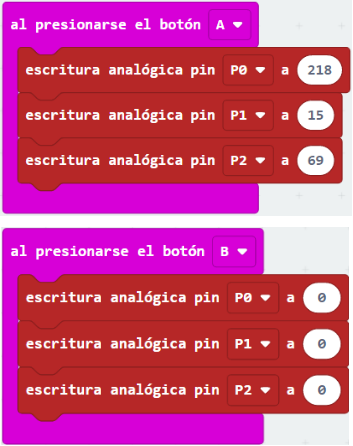 al presionarse el botón A
escritura analógica pin P0 a 218
escritura analógica pin P1 a 15
escritura analógica pin P2 a 69
al presionarse el botón B
escritura analógica pin P0 a 0
escritura analógica pin P1 a 0
escritura analógica pin P2 a 0